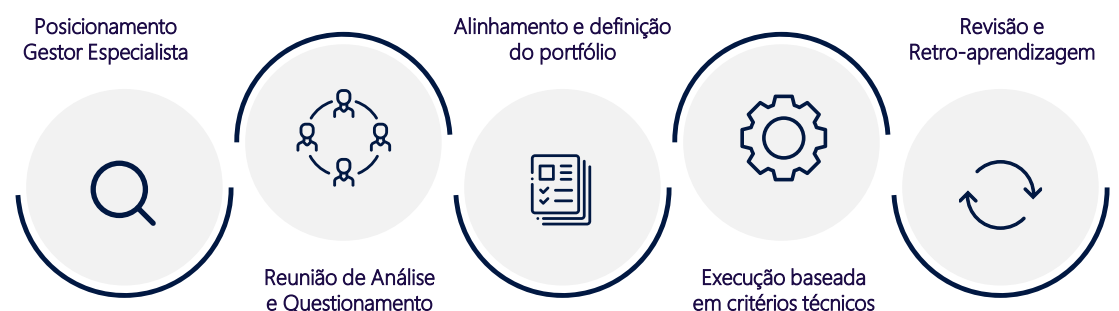 Posicionamento
Gestor Especialista
Reunião de Análise
e Questionamento
Alinhamento e definição
do portfólio
Execução baseada
em critérios técnicos
Revisão e
Retro-aprendizagem